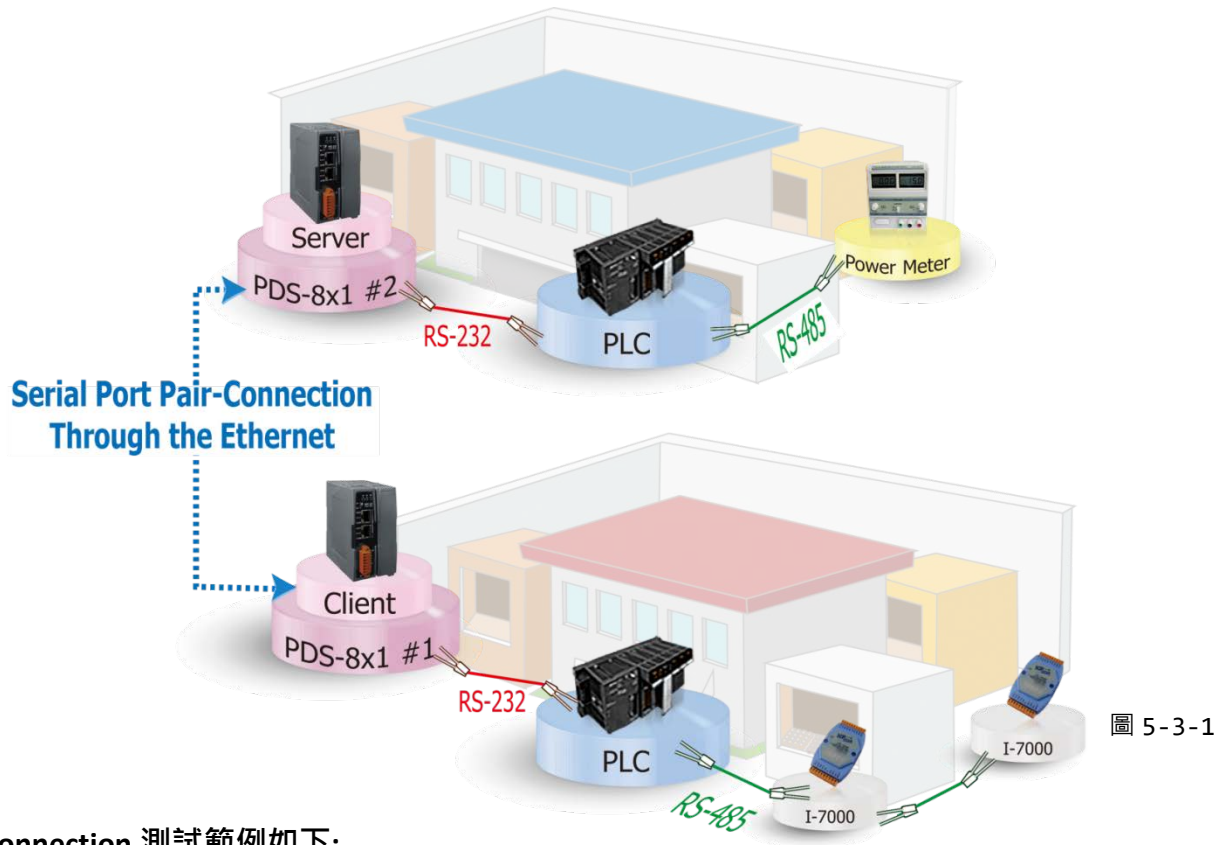 Server
PDS-8x1 #2
RS-232
PLC
RS-485
Power Meter
Serial Port Pair-Connection
Through the Ethernet
Client
PDS-8x1 #1
RS-232
PLC
RS-485
I-7000
I-7000
圖 5-3-1
onnection 測試範例如下: